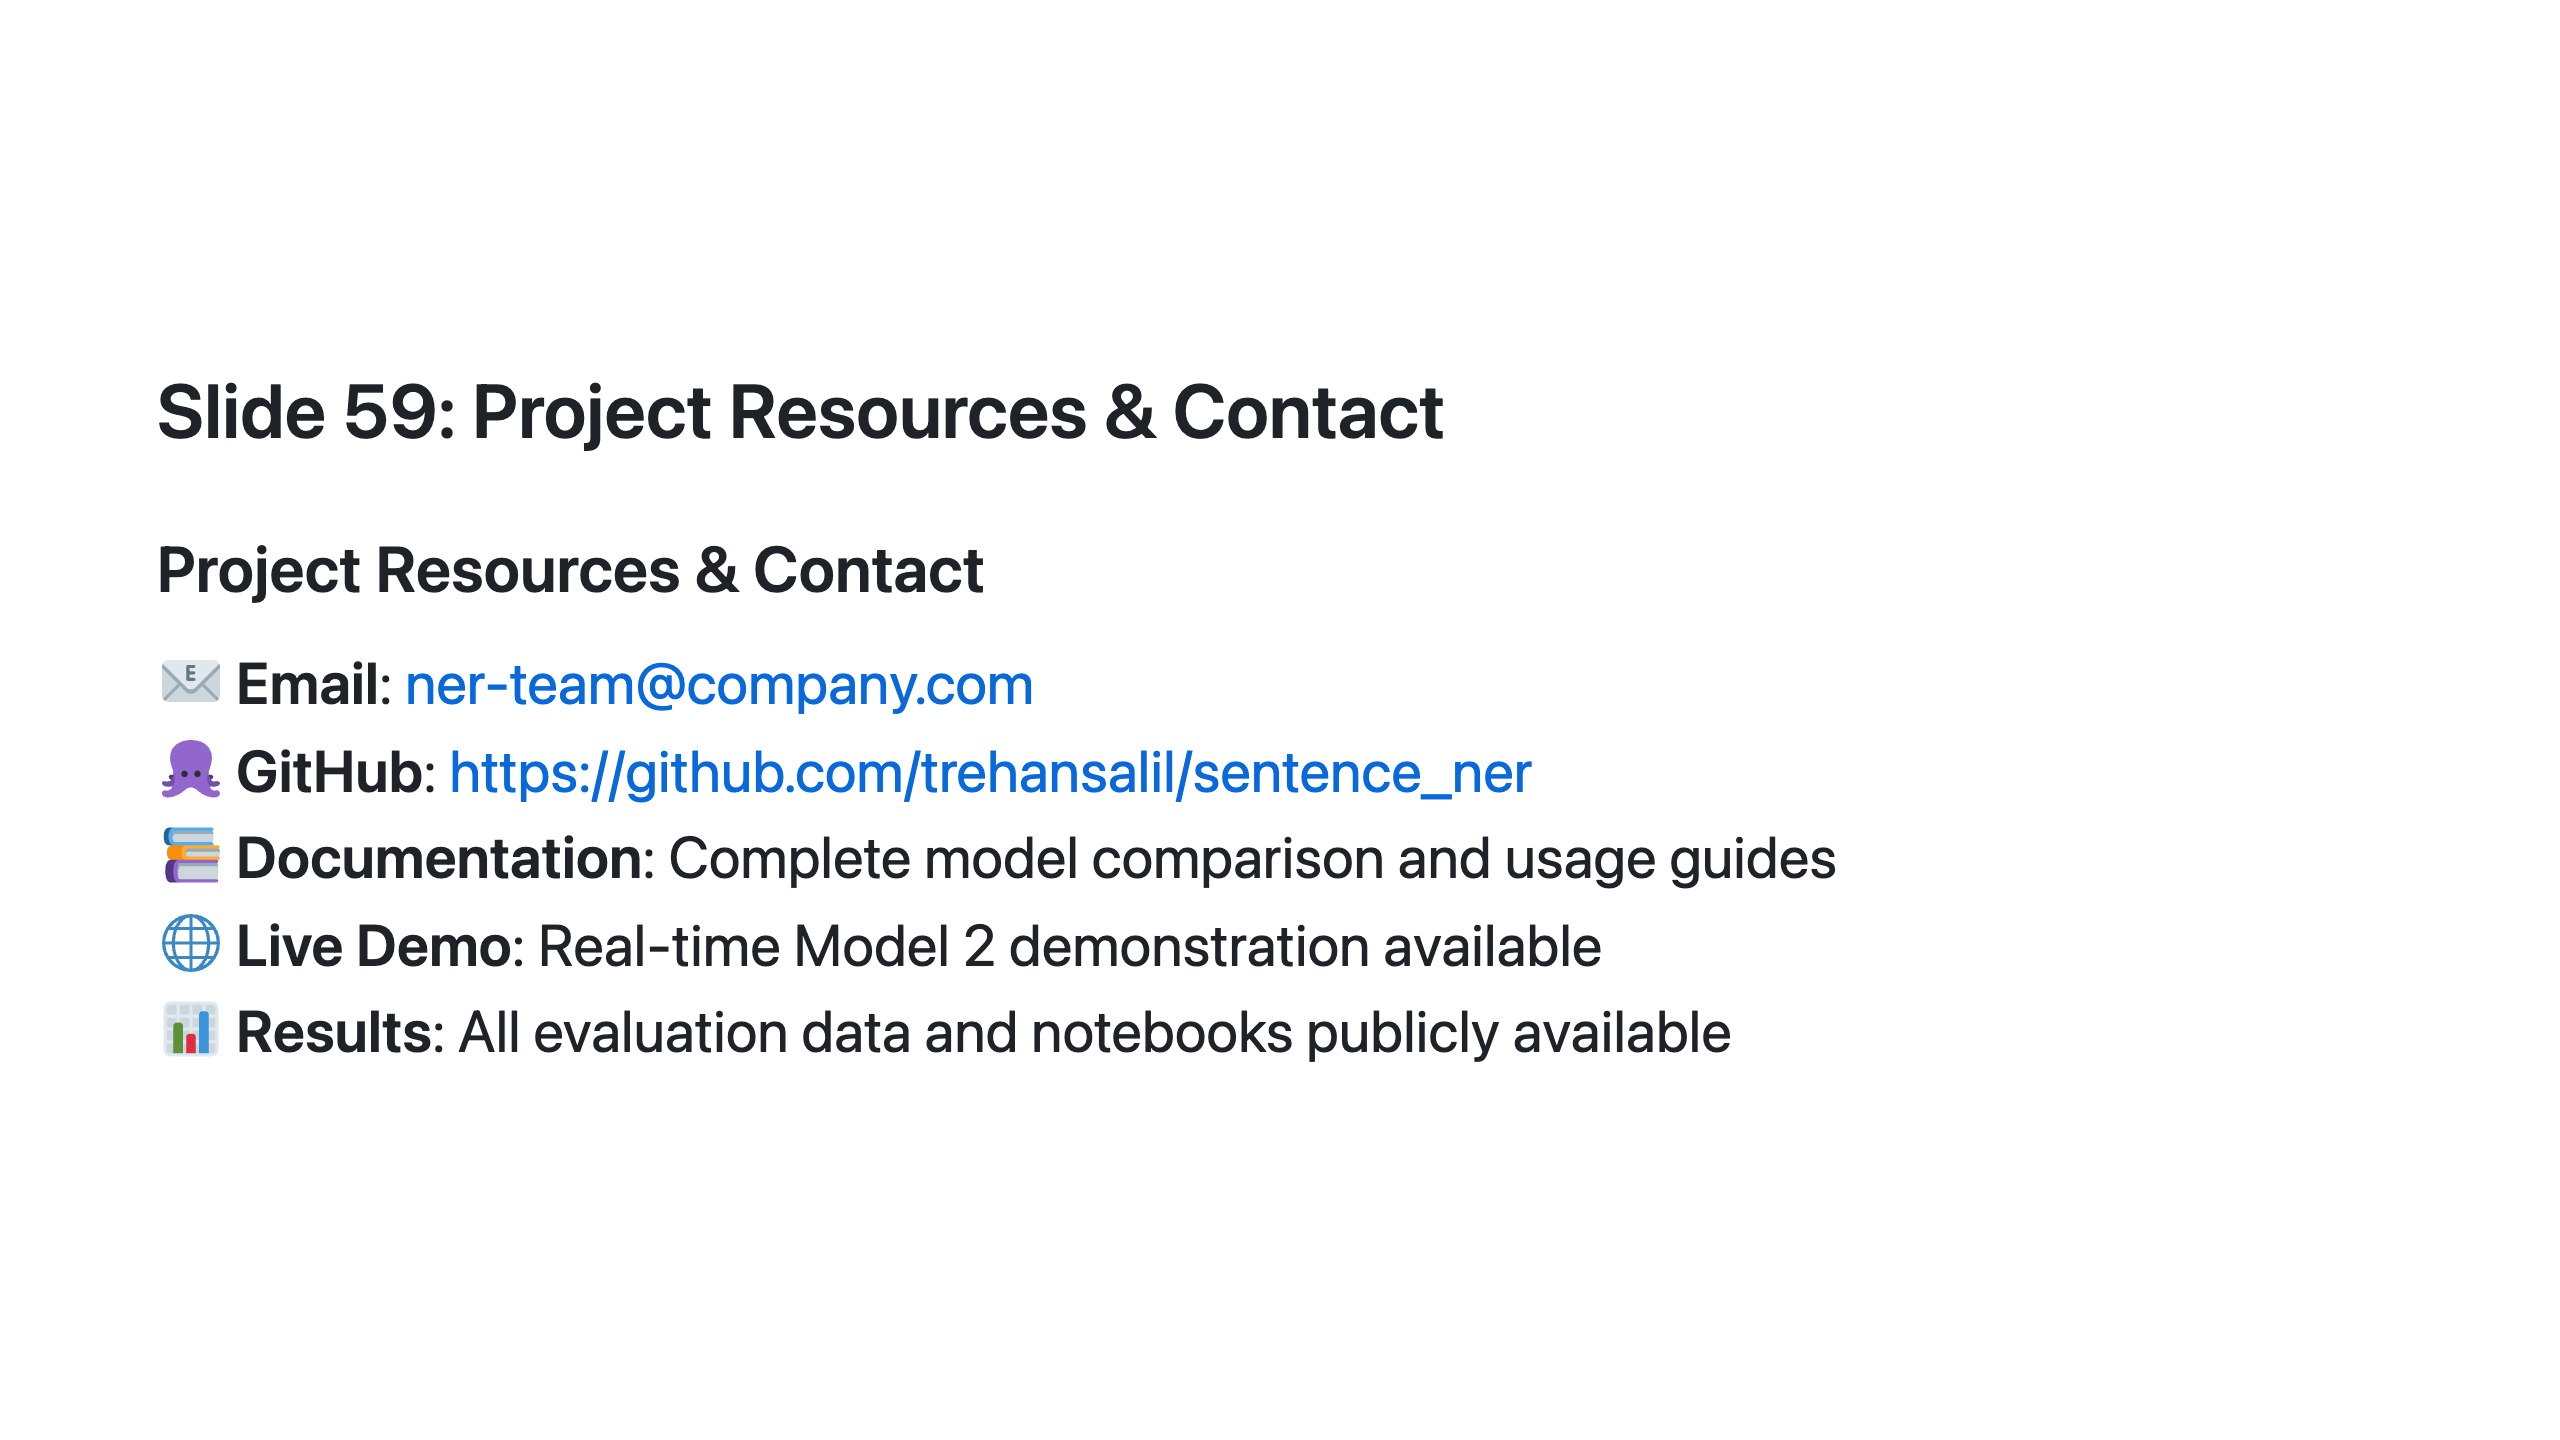 Slide 59: Project Resources & Contact
Project Resources & Contact
📧 Email: ner-team@company.com
🐙 GitHub: https://github.com/trehansalil/sentence_ner
📚 Documentation: Complete model comparison and usage guides
🌐 Live Demo: Real-time Model 2 demonstration available
📊 Results: All evaluation data and notebooks publicly available